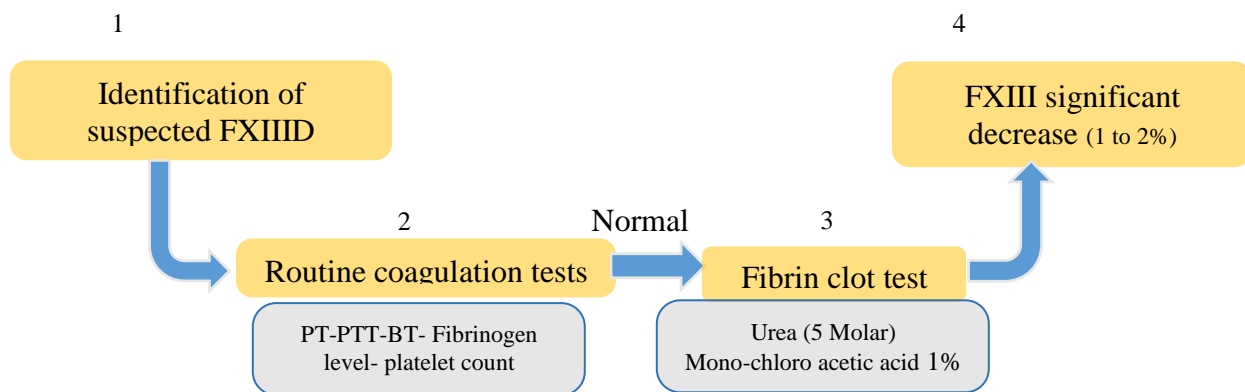 1
Identification of
suspected FXIIID
2
Routine coagulation tests
PT-PTT-BT- Fibrinogen
level- platelet count
Normal
3
Fibrin clot test
Urea (5 Molar)
Mono-chloro acetic acid 1%
4
FXIII significant
decrease (1 to 2%)